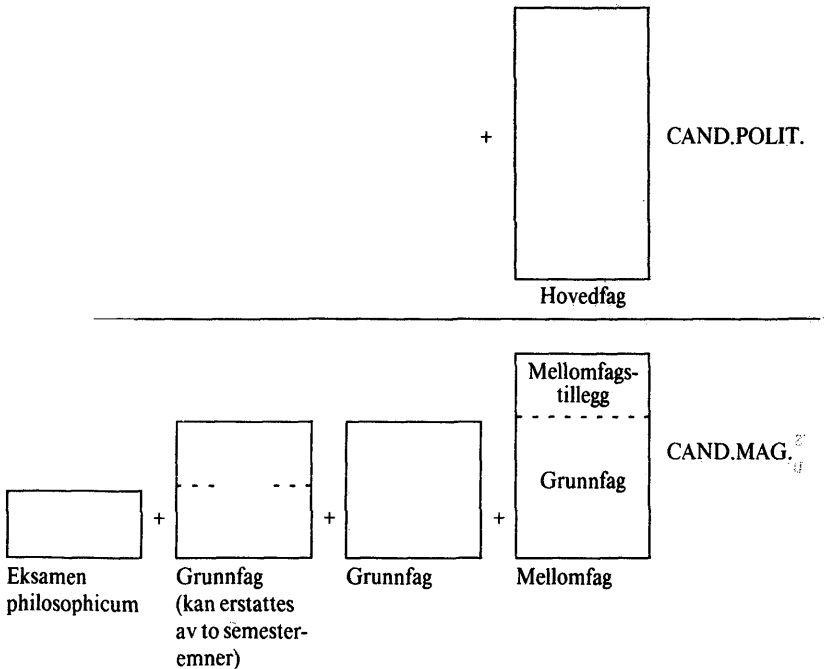 +
CAND.POLIT.
Hovedfag
Mellomfags-
tillegg
CAND.MAG.
Grunnfag
+
+
+
Eksamen
philosophicum
Grunnfag
(kan erstattes
av to semester-
emner)
Grunnfag
Mellomfag